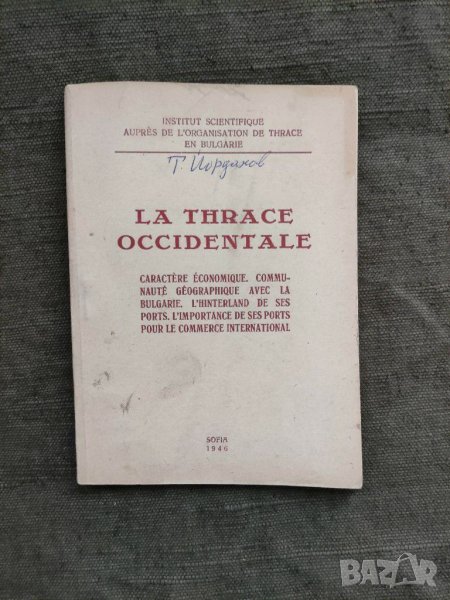 INSTITUT SCIENTIFIQUE
AUPRÈS DE L'ORGANISATION DE THRACE
EN BULGARIE
Т. Йорданов
LA THRACE
OCCIDENTALE
CARACTÈRE ÉCONOMIQUE. COMMU-
NAUTÉ GÉOGRAPHIQUE AVEC LA
BULGARIE. L'HINTERLAND DE SES
PORTS. L'IMPORTANCE DE SES PORTS
POUR LE COMMERCE INTERNATIONAL
SOFIA
1946
BAZAR